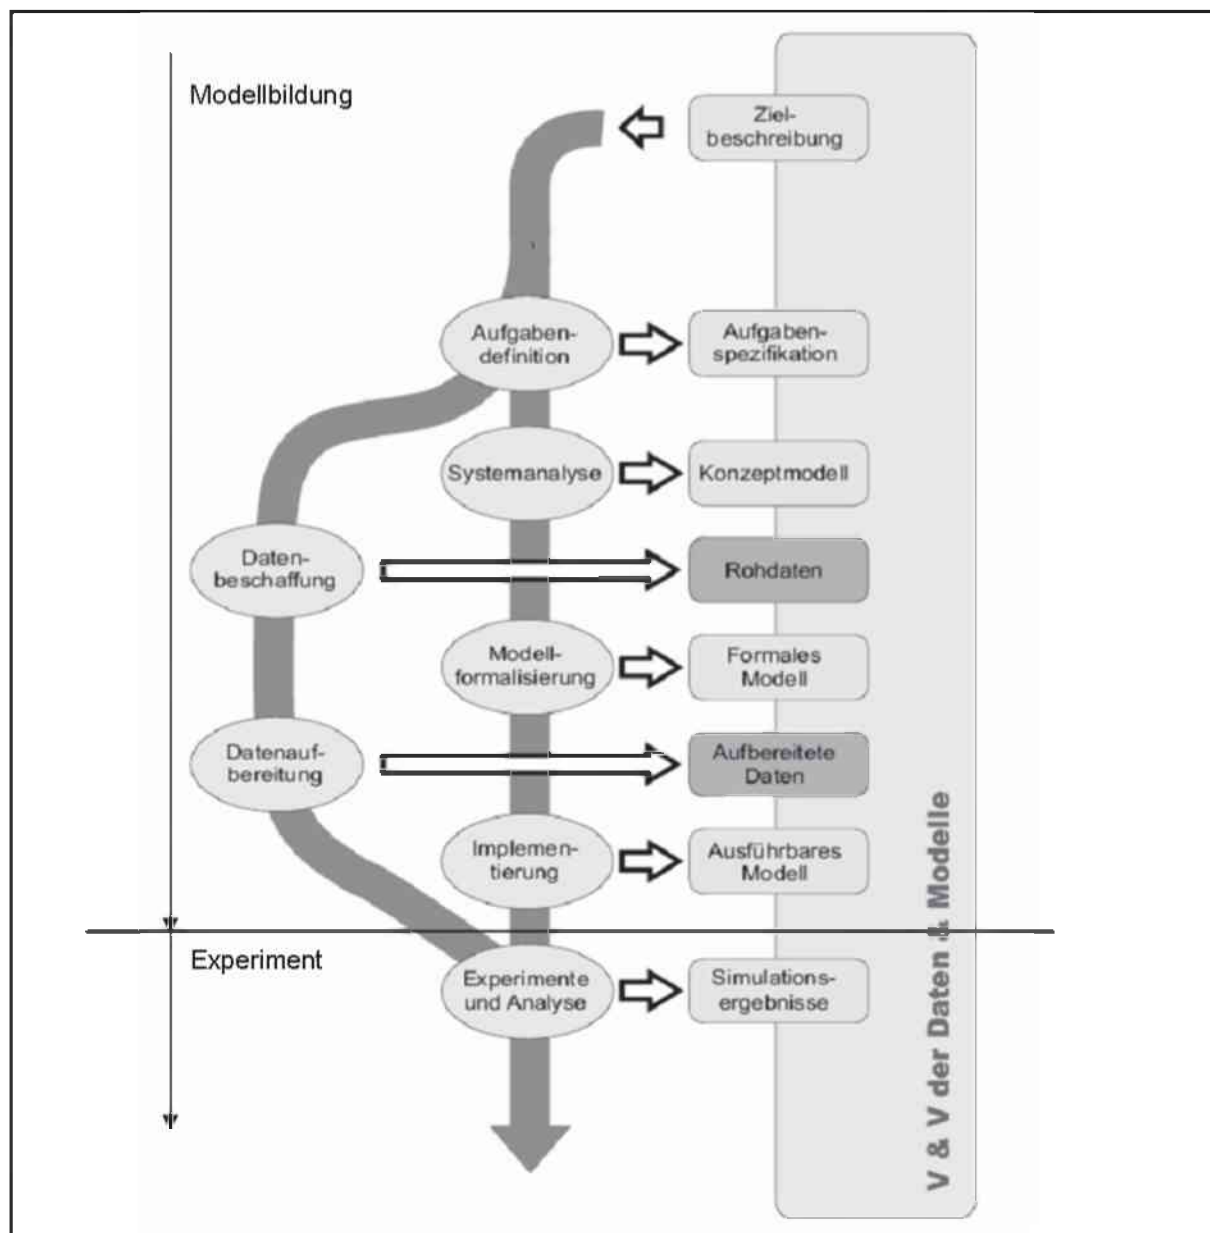 Modellbildung
Ziel-
beschreibung
Aufgaben-
definition
Aufgaben-
spezifikation
Systemanalyse
Konzeptmodell
Daten-
beschaffung
Rohdaten
Modell-
formalisierung
Formales
Modell
Datenauf-
bereitung
Aufbereitete
Daten
Implemen-
tierung
Ausführbares
Modell
Experiment
Experimente
und Analyse
Simulations-
ergebnisse
V & V der Daten & Modelle